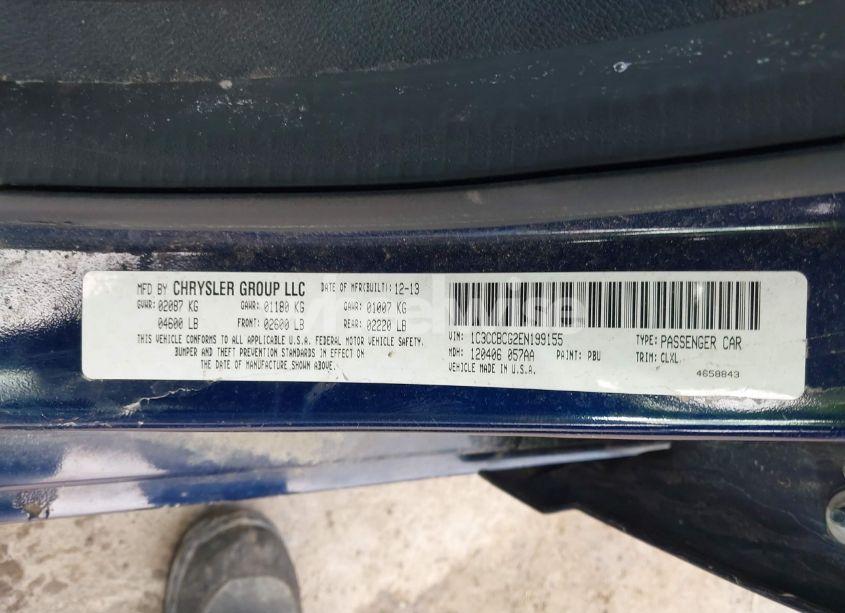 MFD BY CHRYSLER GROUP LLC DATE OF MFR(BUILT): 12-13
GVWR: 02087 KG GAWR: 01180 KG GAWR: 01007 KG
04600 LB FRONT: 02600 LB REAR: 02220 LB
THIS VEHICLE CONFORMS TO ALL APPLICABLE U.S.A. FEDERAL MOTOR VEHICLE SAFETY,
BUMPER AND THEFT PREVENTION STANDARDS IN EFFECT ON
THE DATE OF MANUFACTURE SHOWN ABOVE.
VIN: 1C3CCBCG2EN199155 TYPE: PASSENGER CAR
MDH: 120406 057AA PAINT: PBU TRIM: CLXL
VEHICLE MADE IN U.S.A. 4658843